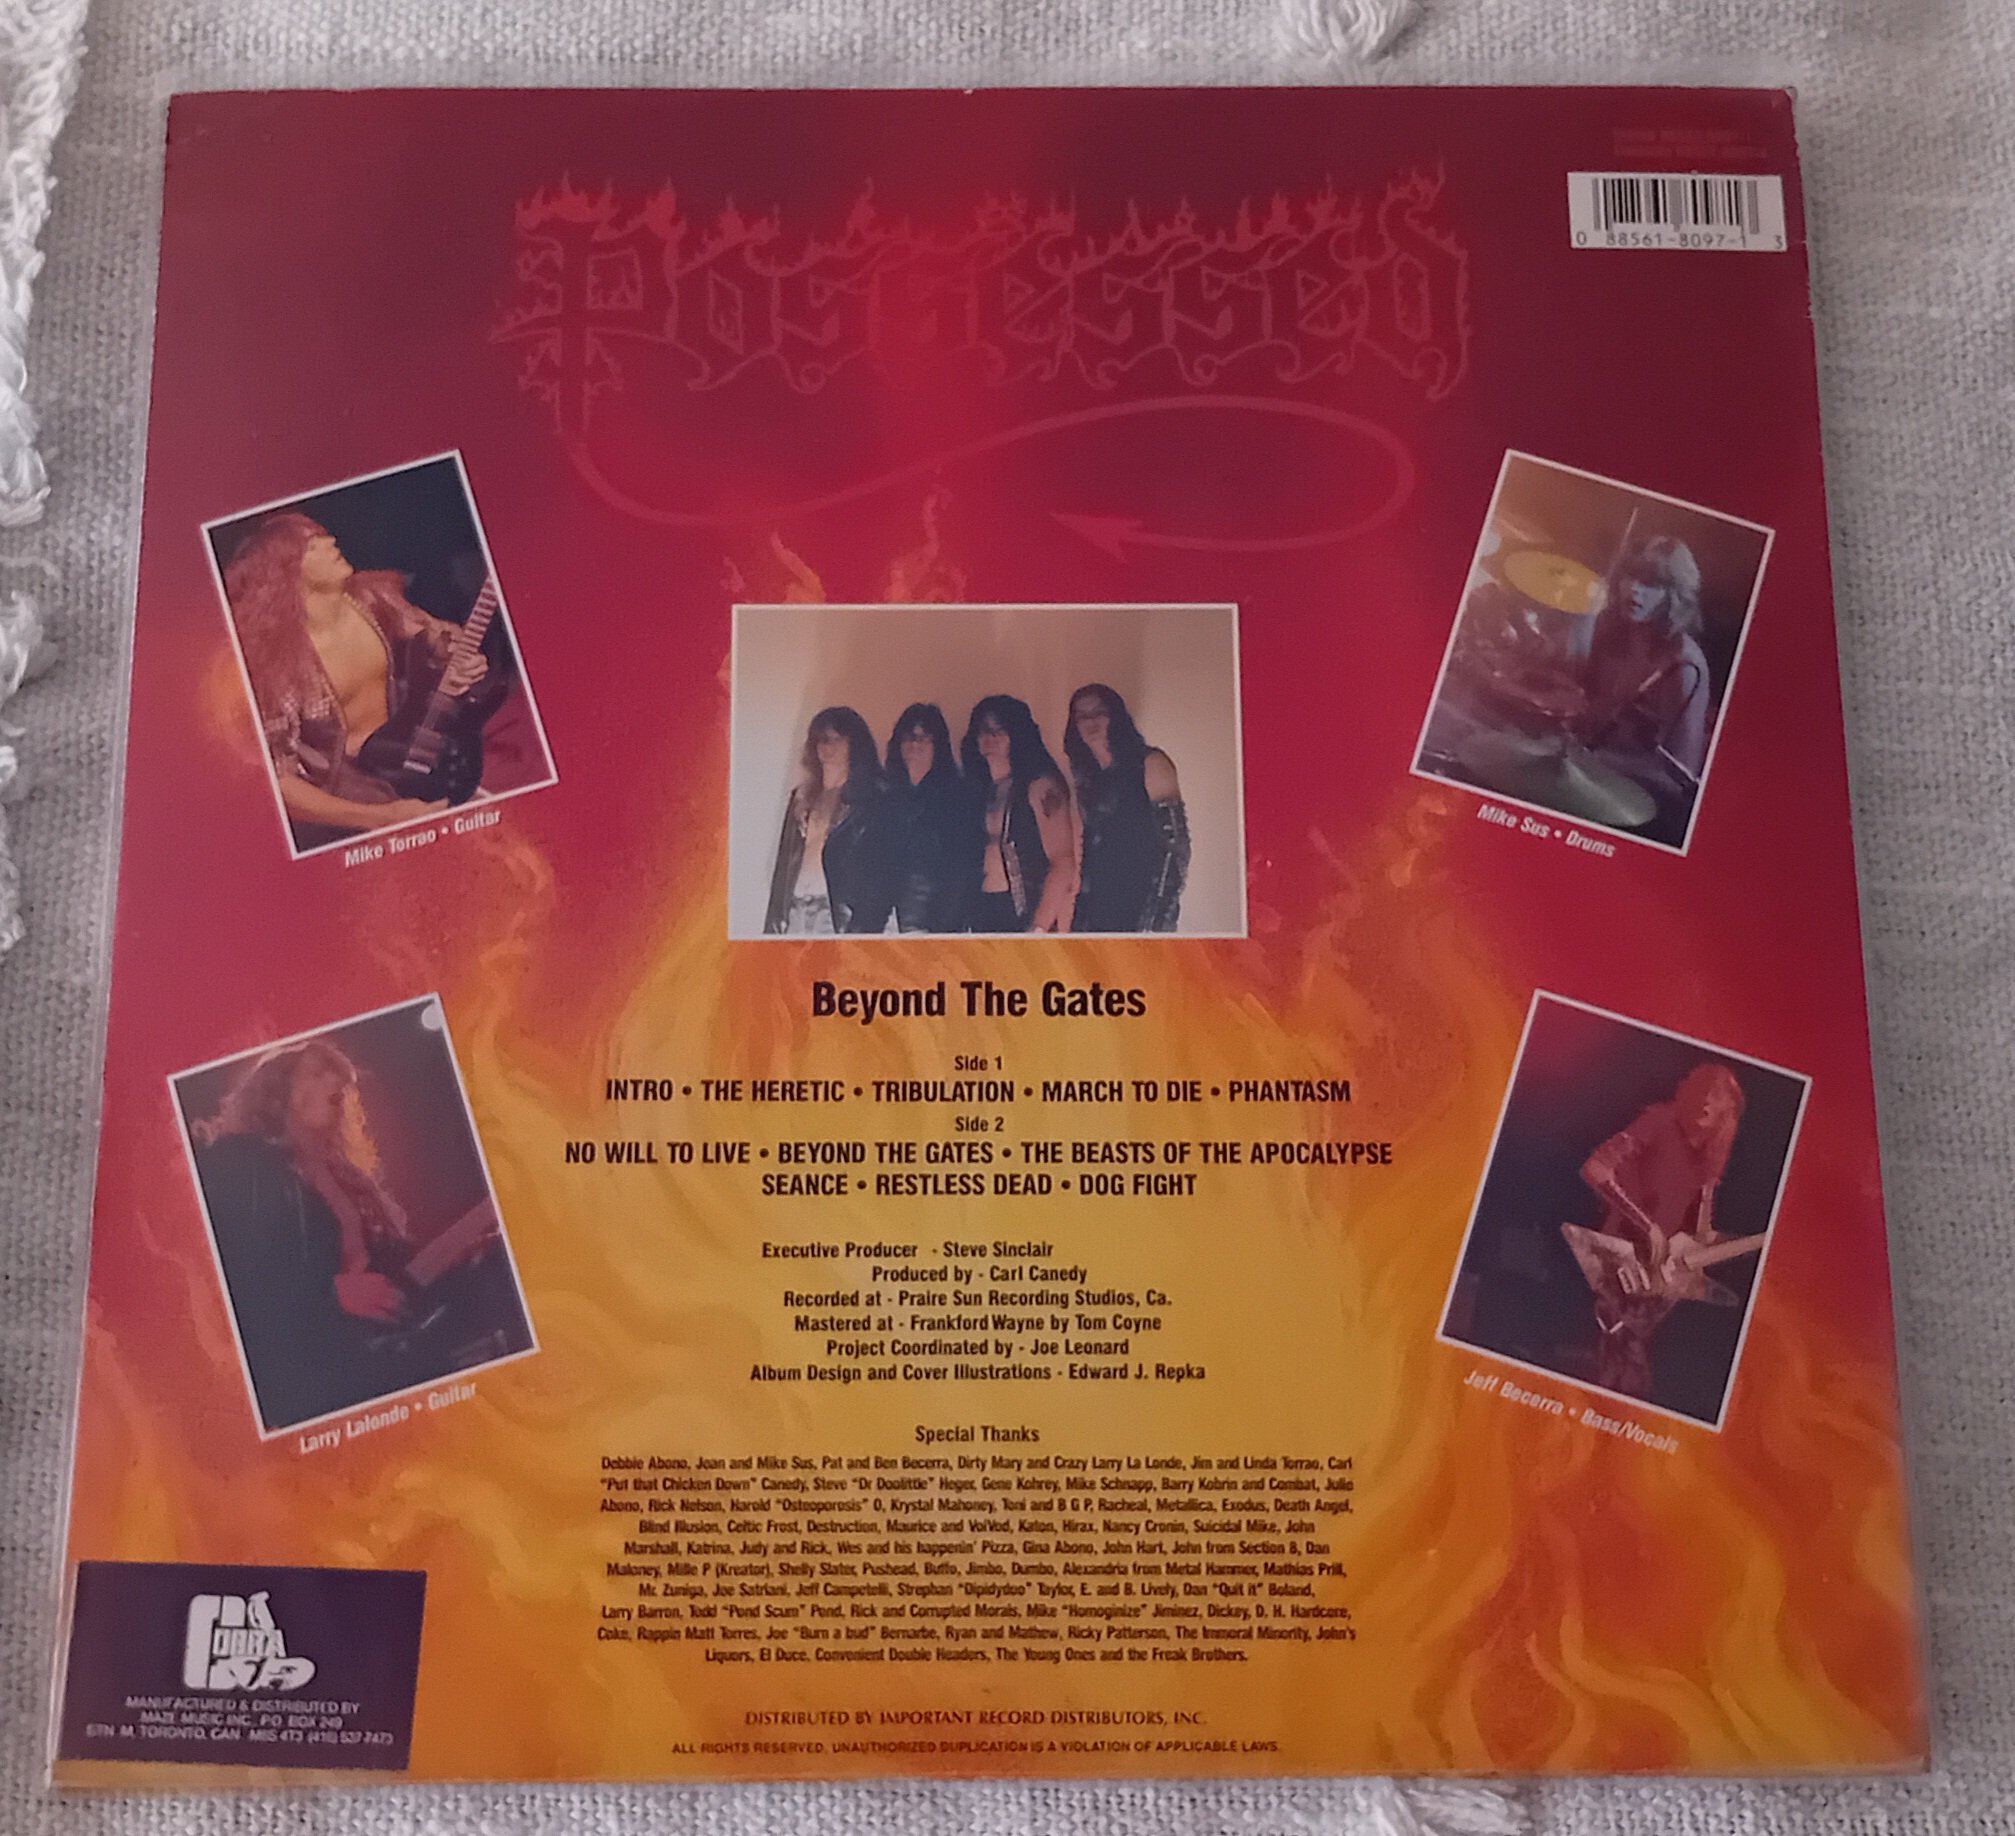 Possessed
0 88561-8097-1 3
Mike Torrao • Guitar
Mike Sus • Drums
Larry Lalonde • Guitar
Jeff Becerra • Bass/Vocals
Beyond The Gates
Side 1
INTRO • THE HERETIC • TRIBULATION • MARCH TO DIE • PHANTASM
Side 2
NO WILL TO LIVE • BEYOND THE GATES • THE BEASTS OF THE APOCALYPSE
SEANCE • RESTLESS DEAD • DOG FIGHT
Executive Producer - Steve Sinclair
Produced by - Carl Canedy
Recorded at - Praire Sun Recording Studios, Ca.
Mastered at - Frankford Wayne by Tom Coyne
Project Coordinated by - Joe Leonard
Album Design and Cover Illustrations - Edward J. Repka
Special Thanks
Debbie Abono, Joan and Mike Sus, Pat and Ben Becerra, Dirty Mary and Crazy Larry La Londe, Jim and Linda Torrao, Carl
"Put that Chicken Down" Canedy, Steve "Dr Doolittle" Heger, Gene Kohrey, Mike Schnapp, Barry Kobrin and Combat, Julie
Abono, Rick Nelson, Harold "Osteoporosis" O, Krystal Mahoney, Toni and B G P, Racheal, Metallica, Exodus, Death Angel,
Blind Illusion, Celtic Frost, Destruction, Maurice and VoiVod, Katon, Hirax, Nancy Cronin, Suicidal Mike, John
Marshall, Katrina, Judy and Rick, Wes and his happenin' Pizza, Gina Abono, John Hart, John from Section 8, Dan
Maloney, Mille P (Kreator), Shelly Slater, Pushead, Buffo, Jimbo, Dumbo, Alexandria from Metal Hammer, Mathias Prill,
Mr. Zuniga, Joe Satriani, Jeff Campetelli, Strephan "Dipidydoo" Taylor, E. and B. Lively, Dan "Quit it" Boland,
Larry Barron, Todd "Pond Scum" Pond, Rick and Corrupted Morals, Mike "Homoginize" Jiminez, Dickey, D. H. Hardcore,
Coke, Rappin Matt Torres, Joe "Burn a bud" Bernarbe, Ryan and Mathew, Ricky Patterson, The Immoral Minority, John's
Liquors, El Duce, Convenient Double Headers, The Young Ones and the Freak Brothers.
COBRA
MANUFACTURED & DISTRIBUTED BY
MAZE MUSIC INC. P.O. BOX 249
STN. M, TORONTO, CAN. M6S 4T3 (416) 537-7473
DISTRIBUTED BY IMPORTANT RECORD DISTRIBUTORS, INC.
ALL RIGHTS RESERVED. UNAUTHORIZED DUPLICATION IS A VIOLATION OF APPLICABLE LAWS.